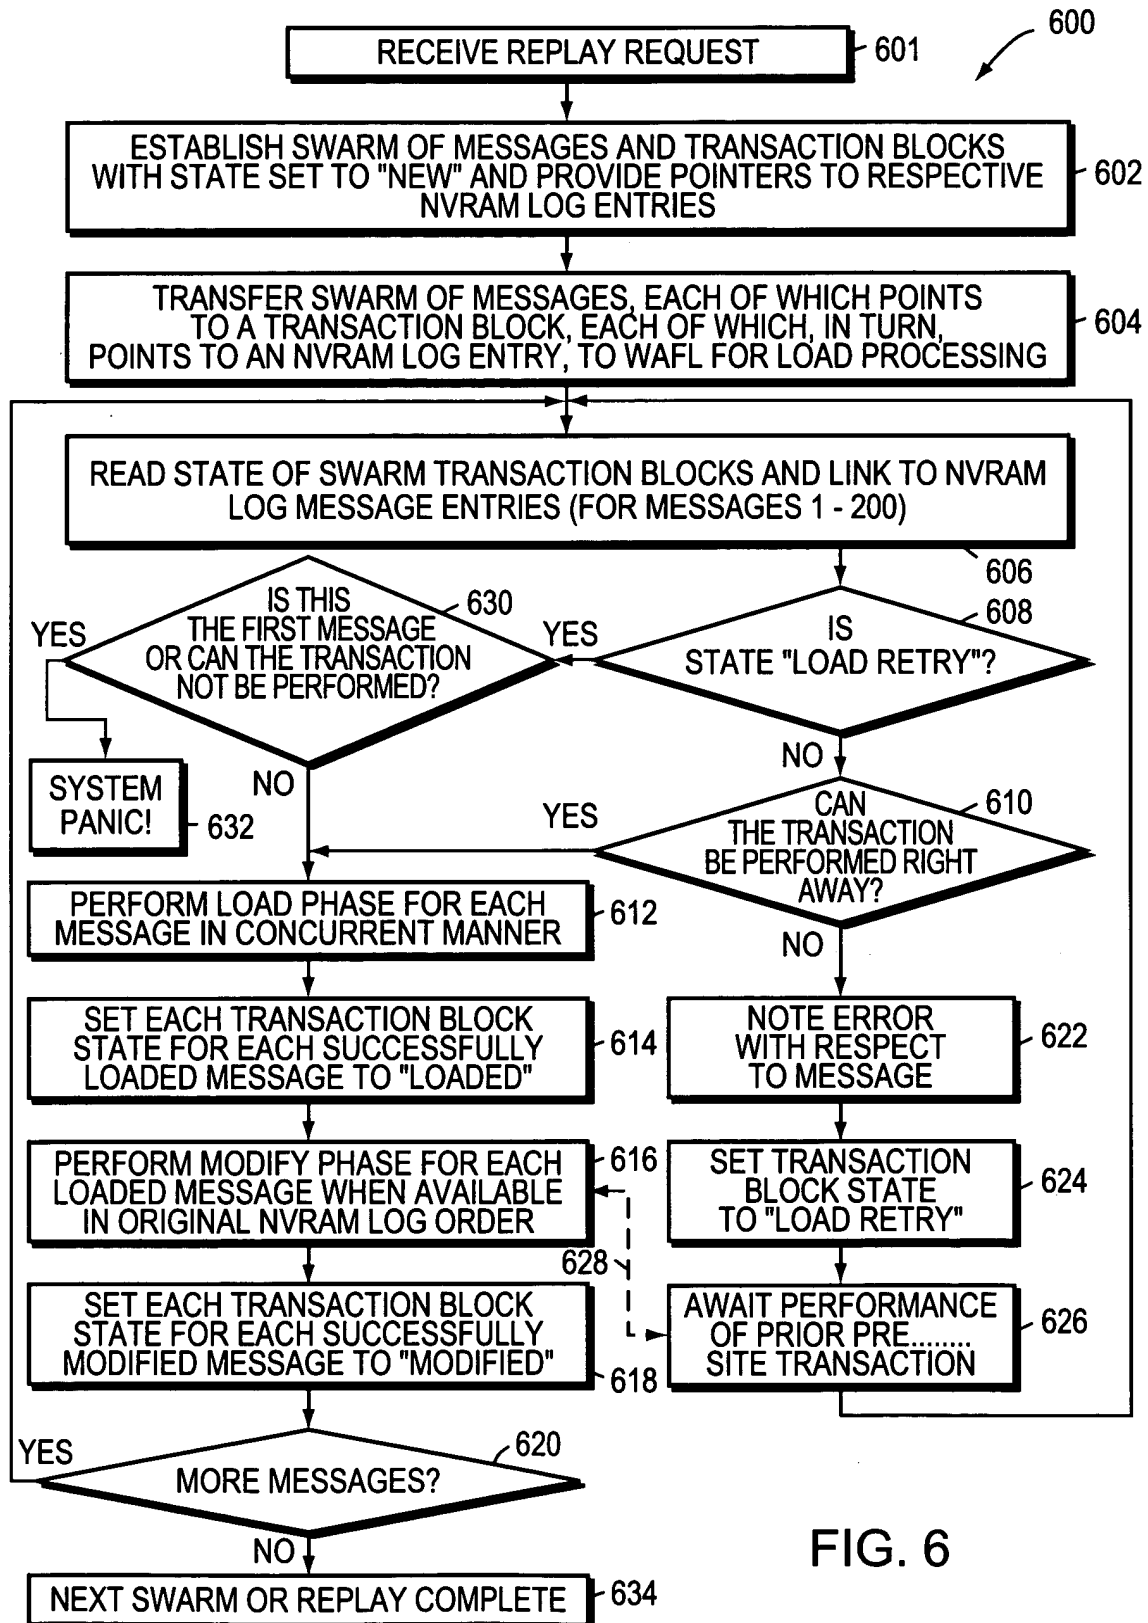 600
RECEIVE REPLAY REQUEST
601
ESTABLISH SWARM OF MESSAGES AND TRANSACTION BLOCKS
WITH STATE SET TO "NEW" AND PROVIDE POINTERS TO RESPECTIVE
NVRAM LOG ENTRIES
602
TRANSFER SWARM OF MESSAGES, EACH OF WHICH POINTS
TO A TRANSACTION BLOCK, EACH OF WHICH, IN TURN,
POINTS TO AN NVRAM LOG ENTRY, TO WAFL FOR LOAD PROCESSING
604
READ STATE OF SWARM TRANSACTION BLOCKS AND LINK TO NVRAM
LOG MESSAGE ENTRIES (FOR MESSAGES 1 - 200)
606
IS THIS
THE FIRST MESSAGE
OR CAN THE TRANSACTION
NOT BE PERFORMED?
630
YES
NO
YES
IS
STATE "LOAD RETRY"?
608
NO
SYSTEM
PANIC!
632
YES
CAN
THE TRANSACTION
BE PERFORMED RIGHT
AWAY?
610
NO
PERFORM LOAD PHASE FOR EACH
MESSAGE IN CONCURRENT MANNER
612
SET EACH TRANSACTION BLOCK
STATE FOR EACH SUCCESSFULLY
LOADED MESSAGE TO "LOADED"
614
NOTE ERROR
WITH RESPECT
TO MESSAGE
622
PERFORM MODIFY PHASE FOR EACH
LOADED MESSAGE WHEN AVAILABLE
IN ORIGINAL NVRAM LOG ORDER
616
SET TRANSACTION
BLOCK STATE
TO "LOAD RETRY"
624
628
SET EACH TRANSACTION BLOCK
STATE FOR EACH SUCCESSFULLY
MODIFIED MESSAGE TO "MODIFIED"
618
AWAIT PERFORMANCE
OF PRIOR PRE........
SITE TRANSACTION
626
YES
MORE MESSAGES?
620
NO
NEXT SWARM OR REPLAY COMPLETE
634
FIG. 6